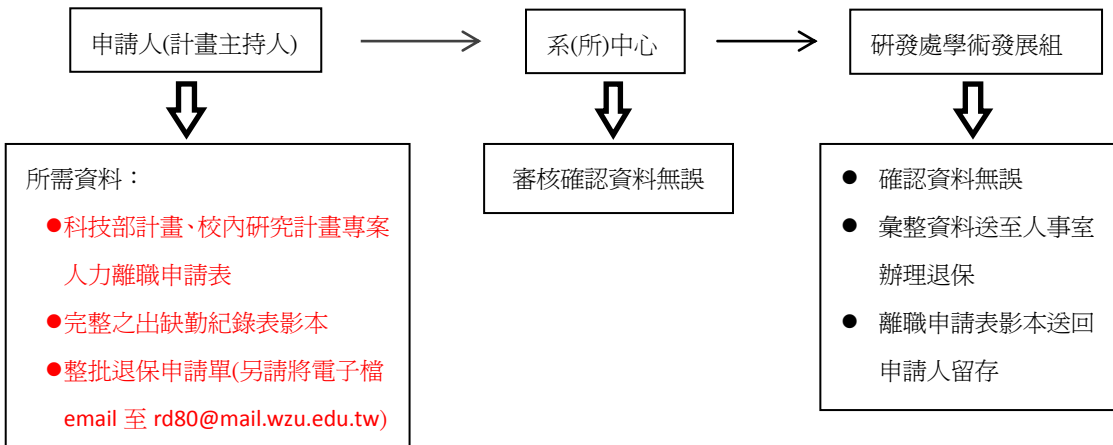 申請人(計畫主持人)
系(所)中心
研發處學術發展組
所需資料：
●科技部計畫、校內研究計畫專案
人力離職申請表
●完整之出缺勤紀錄表影本
●整批退保申請單(另請將電子檔
email 至 rd80@mail.wzu.edu.tw)
審核確認資料無誤
● 確認資料無誤
● 彙整資料送至人事室
辦理退保
● 離職申請表影本送回
申請人留存